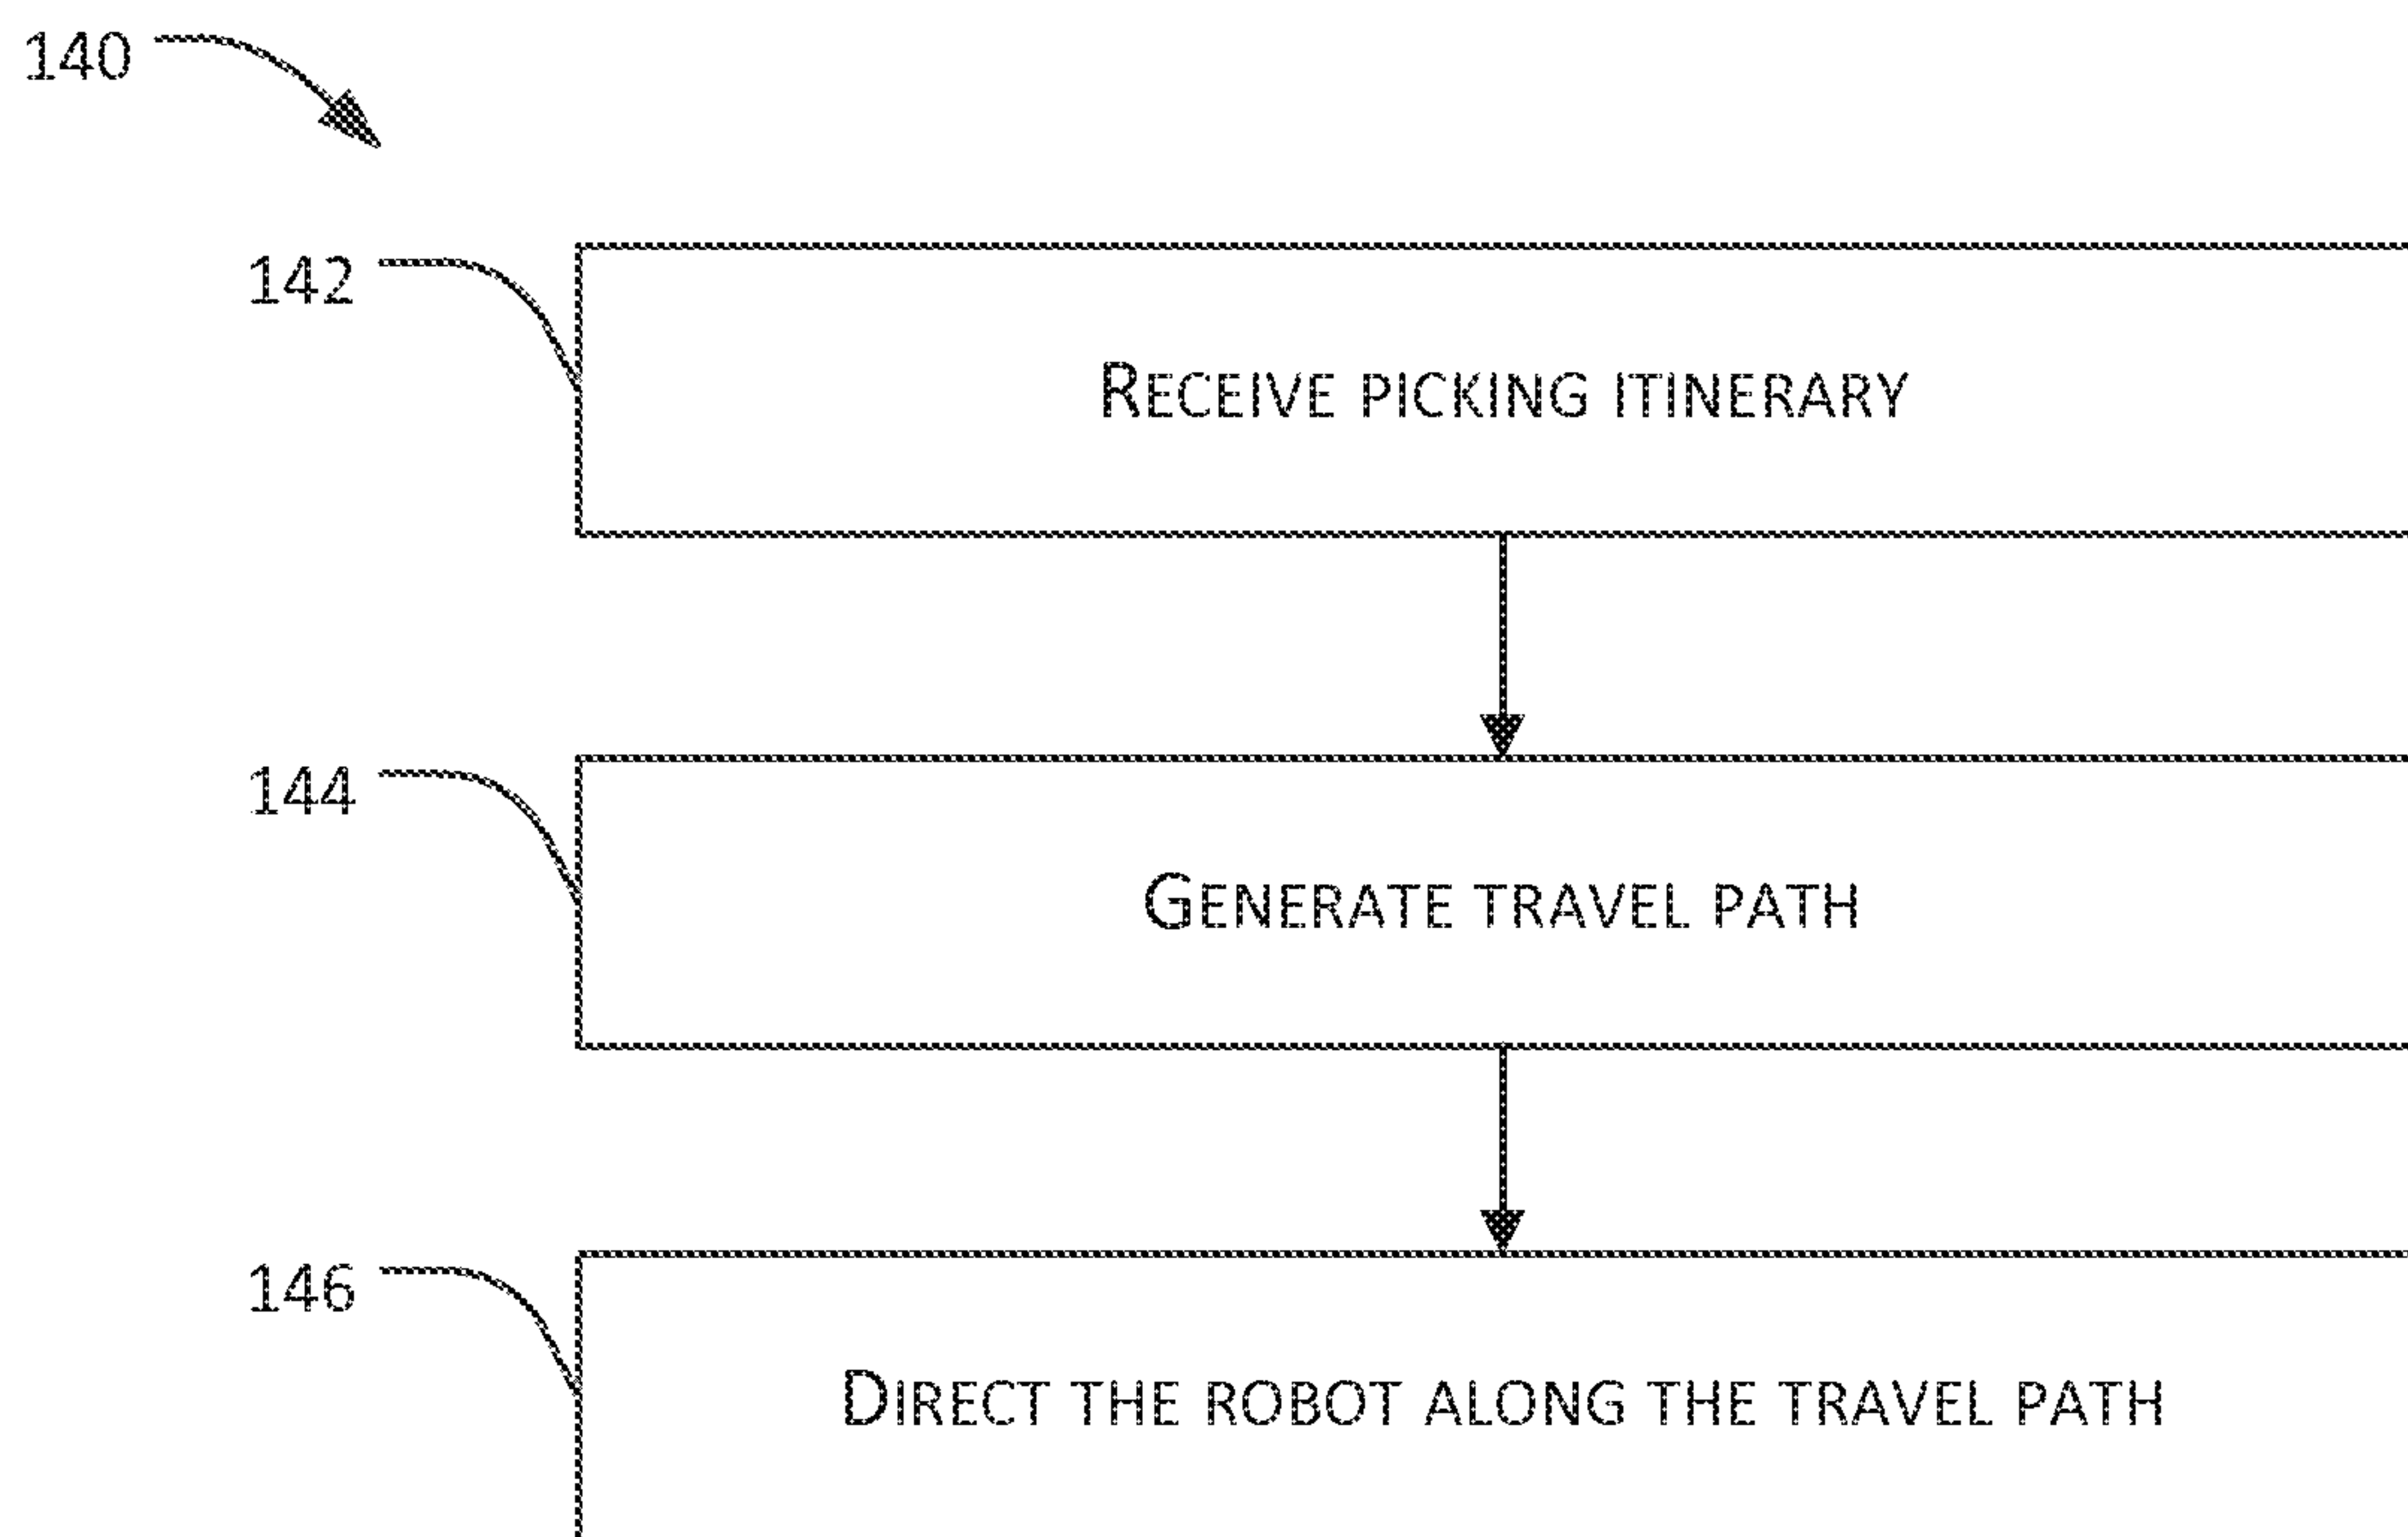 140
142
RECEIVE PICKING ITINERARY
144
GENERATE TRAVEL PATH
146
DIRECT THE ROBOT ALONG THE TRAVEL PATH